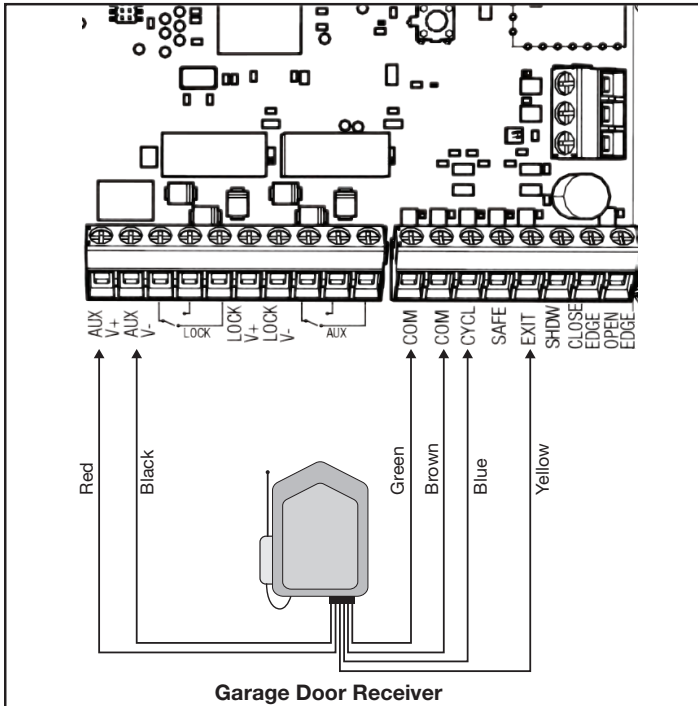 AUX V+
AUX V-
LOCK
LOCK V+
LOCK V-
AUX
COM
COM
CYCL
SAFE
EXIT
SHDW
CLOSE EDGE
OPEN EDGE
Red
Black
Green
Brown
Blue
Yellow
Garage Door Receiver